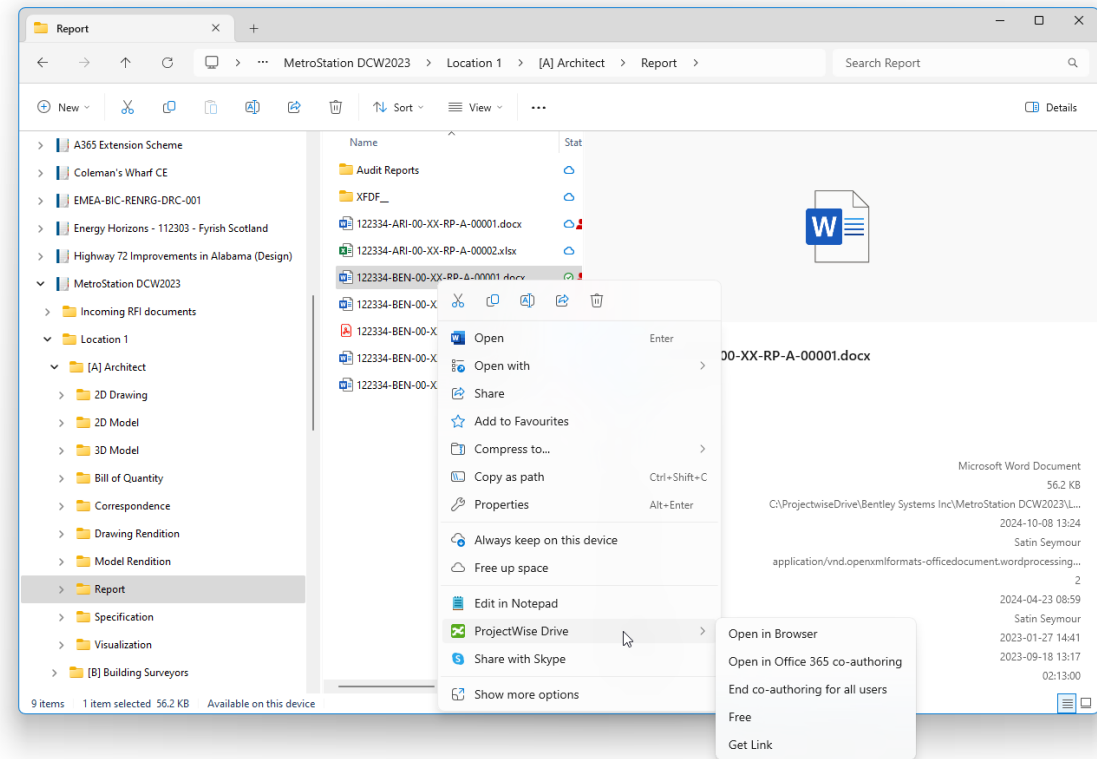 Report
MetroStation DCW2023 > Location 1 > [A] Architect > Report >
Search Report
New
Sort
View
Details
A365 Extension Scheme
Coleman's Wharf CE
EMEA-BIC-RENRG-DRC-001
Energy Horizons - 112303 - Fyrish Scotland
Highway 72 Improvements in Alabama (Design)
MetroStation DCW2023
Incoming RFI documents
Location 1
[A] Architect
2D Drawing
2D Model
3D Model
Bill of Quantity
Correspondence
Drawing Rendition
Model Rendition
Report
Specification
Visualization
[B] Building Surveyors
Name
Stat
Audit Reports
XFDF_
122334-ARI-00-XX-RP-A-00001.docx
122334-ARI-00-XX-RP-A-00002.xlsx
122334-BEN-00-XX-RP-A-00001.docx
122334-BEN-00-X
122334-BEN-00-X
122334-BEN-00-X
122334-BEN-00-X
Open Enter
Open with
Share
Add to Favourites
Compress to...
Copy as path Ctrl+Shift+C
Properties Alt+Enter
Always keep on this device
Free up space
Edit in Notepad
ProjectWise Drive
Share with Skype
Show more options
Open in Browser
Open in Office 365 co-authoring
End co-authoring for all users
Free
Get Link
W
00-XX-RP-A-00001.docx
Microsoft Word Document
56.2 KB
C:\ProjectwiseDrive\Bentley Systems Inc\MetroStation DCW2023\L...
2024-10-08 13:24
Satin Seymour
application/vnd.openxmlformats-officedocument.wordprocessing...
2
2024-04-23 08:59
Satin Seymour
2023-01-27 14:41
2023-09-18 13:17
02:13:00
9 items 1 item selected 56.2 KB Available on this device